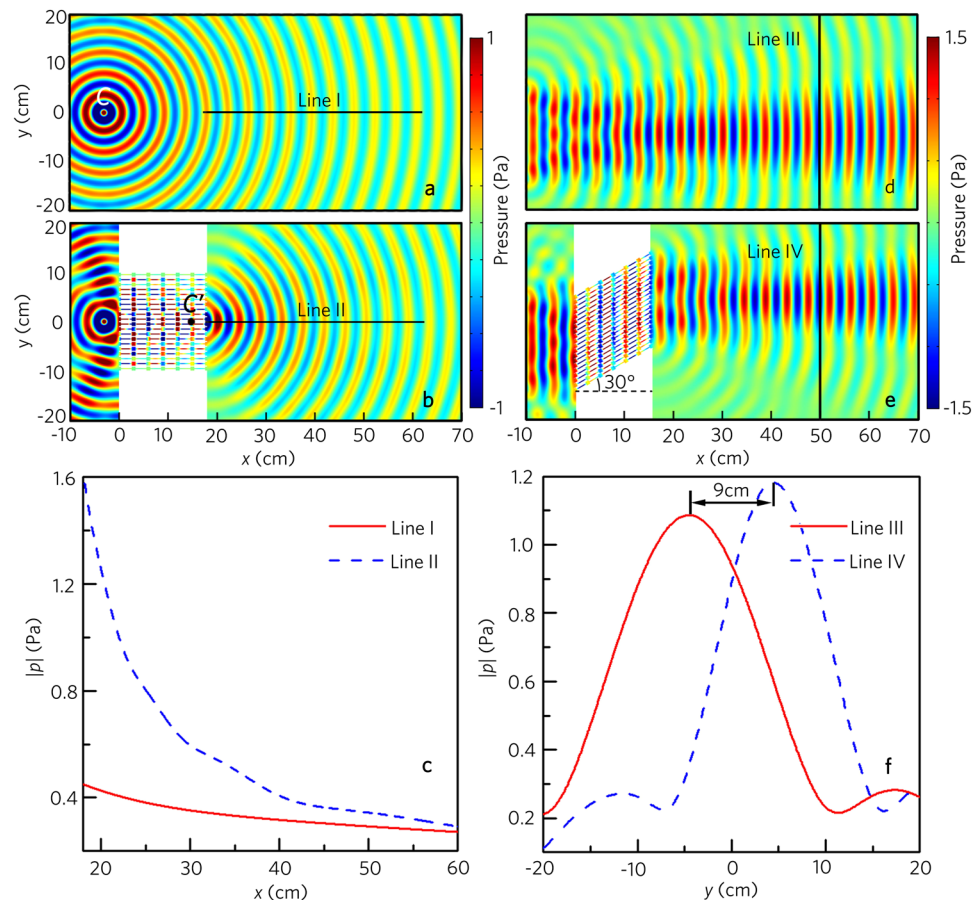 20
10
0
-10
-20
y (cm)
C
Line I
a
1
-1
Pressure (Pa)
Line III
d
1.5
-1.5
Pressure (Pa)
20
10
0
-10
-20
y (cm)
C'
Line II
b
-10 0 10 20 30 40 50 60 70
x (cm)
Line IV
30°
e
-10 0 10 20 30 40 50 60 70
x (cm)
1.6
1.2
0.8
0.4
|p| (Pa)
Line I
Line II
c
20 30 40 50 60
x (cm)
1.2
1.0
0.8
0.6
0.4
0.2
|p| (Pa)
9cm
Line III
Line IV
f
-20 -10 0 10 20
y (cm)